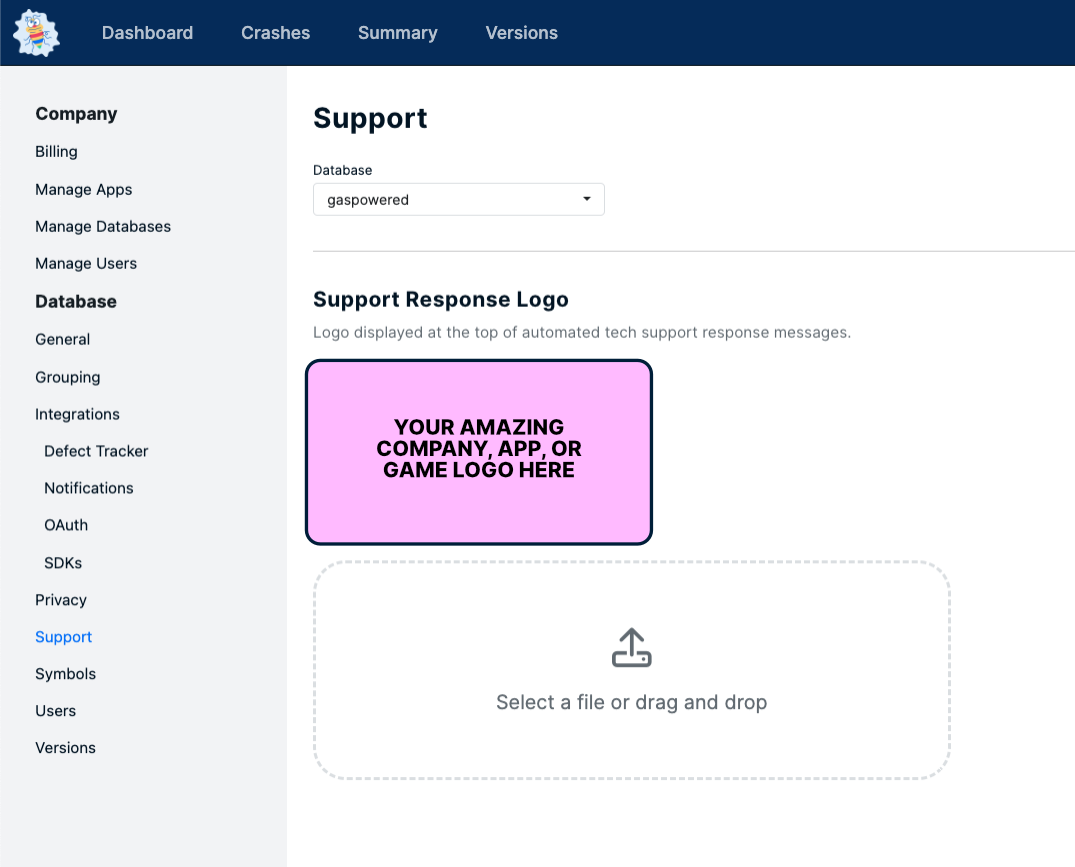 Dashboard
Crashes
Summary
Versions
Company
Billing
Manage Apps
Manage Databases
Manage Users
Database
General
Grouping
Integrations
Defect Tracker
Notifications
OAuth
SDKs
Privacy
Support
Symbols
Users
Versions
Support
Database
gaspowered
Support Response Logo
Logo displayed at the top of automated tech support response messages.
YOUR AMAZING
COMPANY, APP, OR
GAME LOGO HERE
Select a file or drag and drop